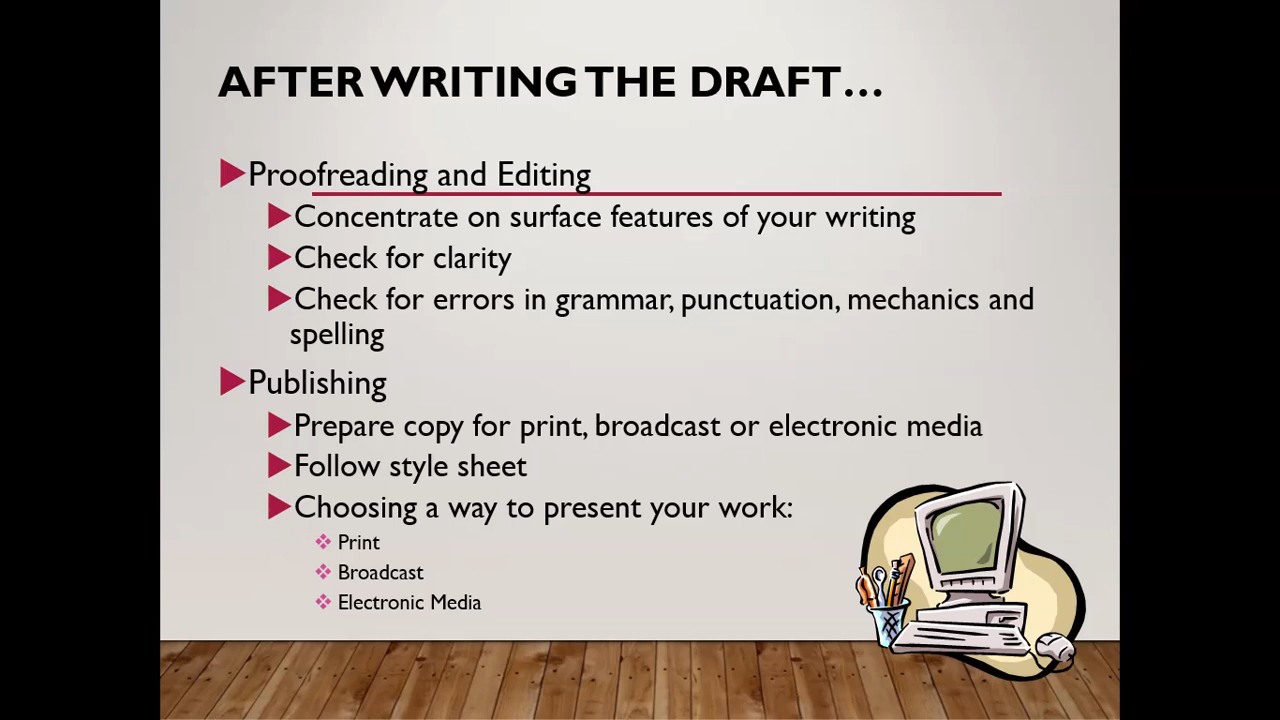 AFTER WRITING THE DRAFT...
Proofreading and Editing
Concentrate on surface features of your writing
Check for clarity
Check for errors in grammar, punctuation, mechanics and
spelling
Publishing
Prepare copy for print, broadcast or electronic media
Follow style sheet
Choosing a way to present your work:
Print
Broadcast
Electronic Media